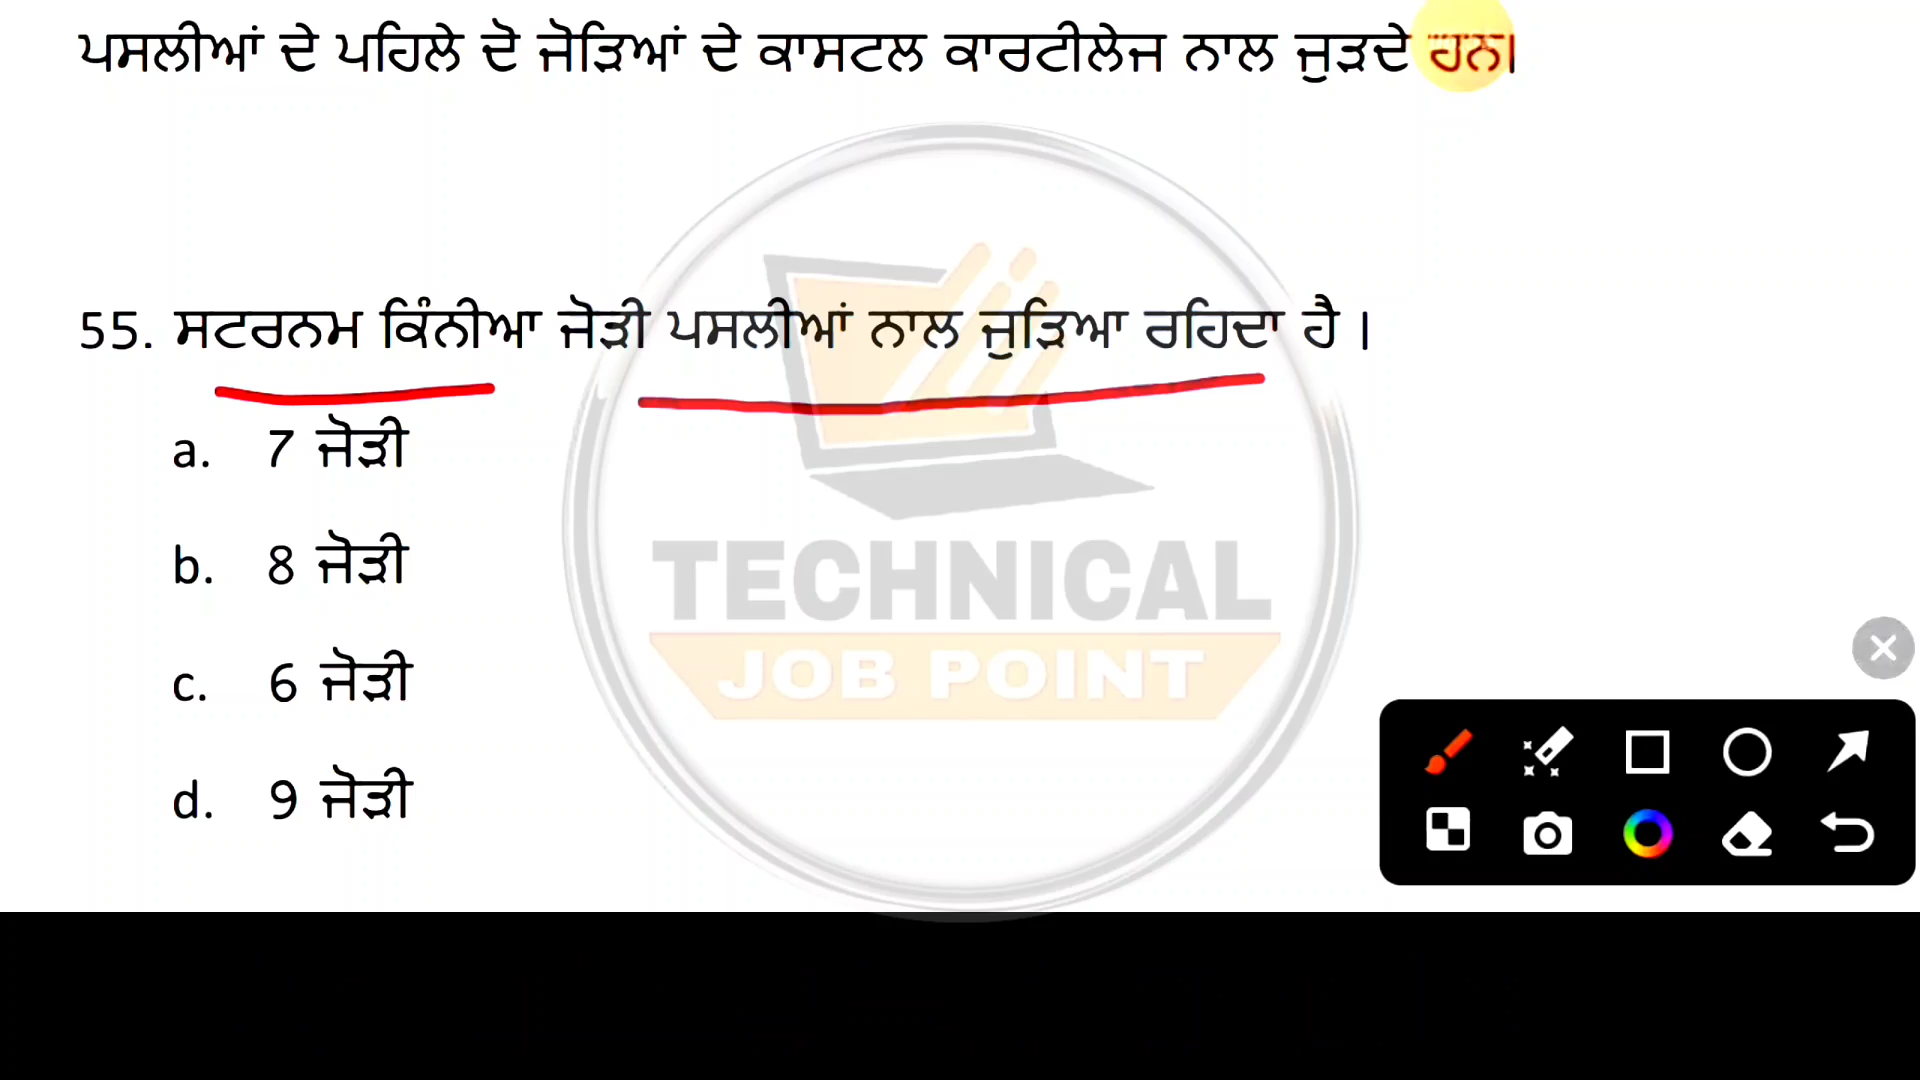 ਪਸਲੀਆਂ ਦੇ ਪਹਿਲੇ ਦੋ ਜੋੜਿਆਂ ਦੇ ਕਾਸਟਲ ਕਾਰਟੀਲੇਜ ਨਾਲ ਜੁੜਦੇ ਹਨ।
55. ਸਟਰਨਮ ਕਿੰਨੀਆ ਜੋੜੀ ਪਸਲੀਆਂ ਨਾਲ ਜੁੜਿਆ ਰਹਿਦਾ ਹੈ।
a. 7 ਜੋੜੀ
b. 8 ਜੋੜੀ
c. 6 ਜੋੜੀ
d. 9 ਜੋੜੀ
TECHNICAL
JOB POINT